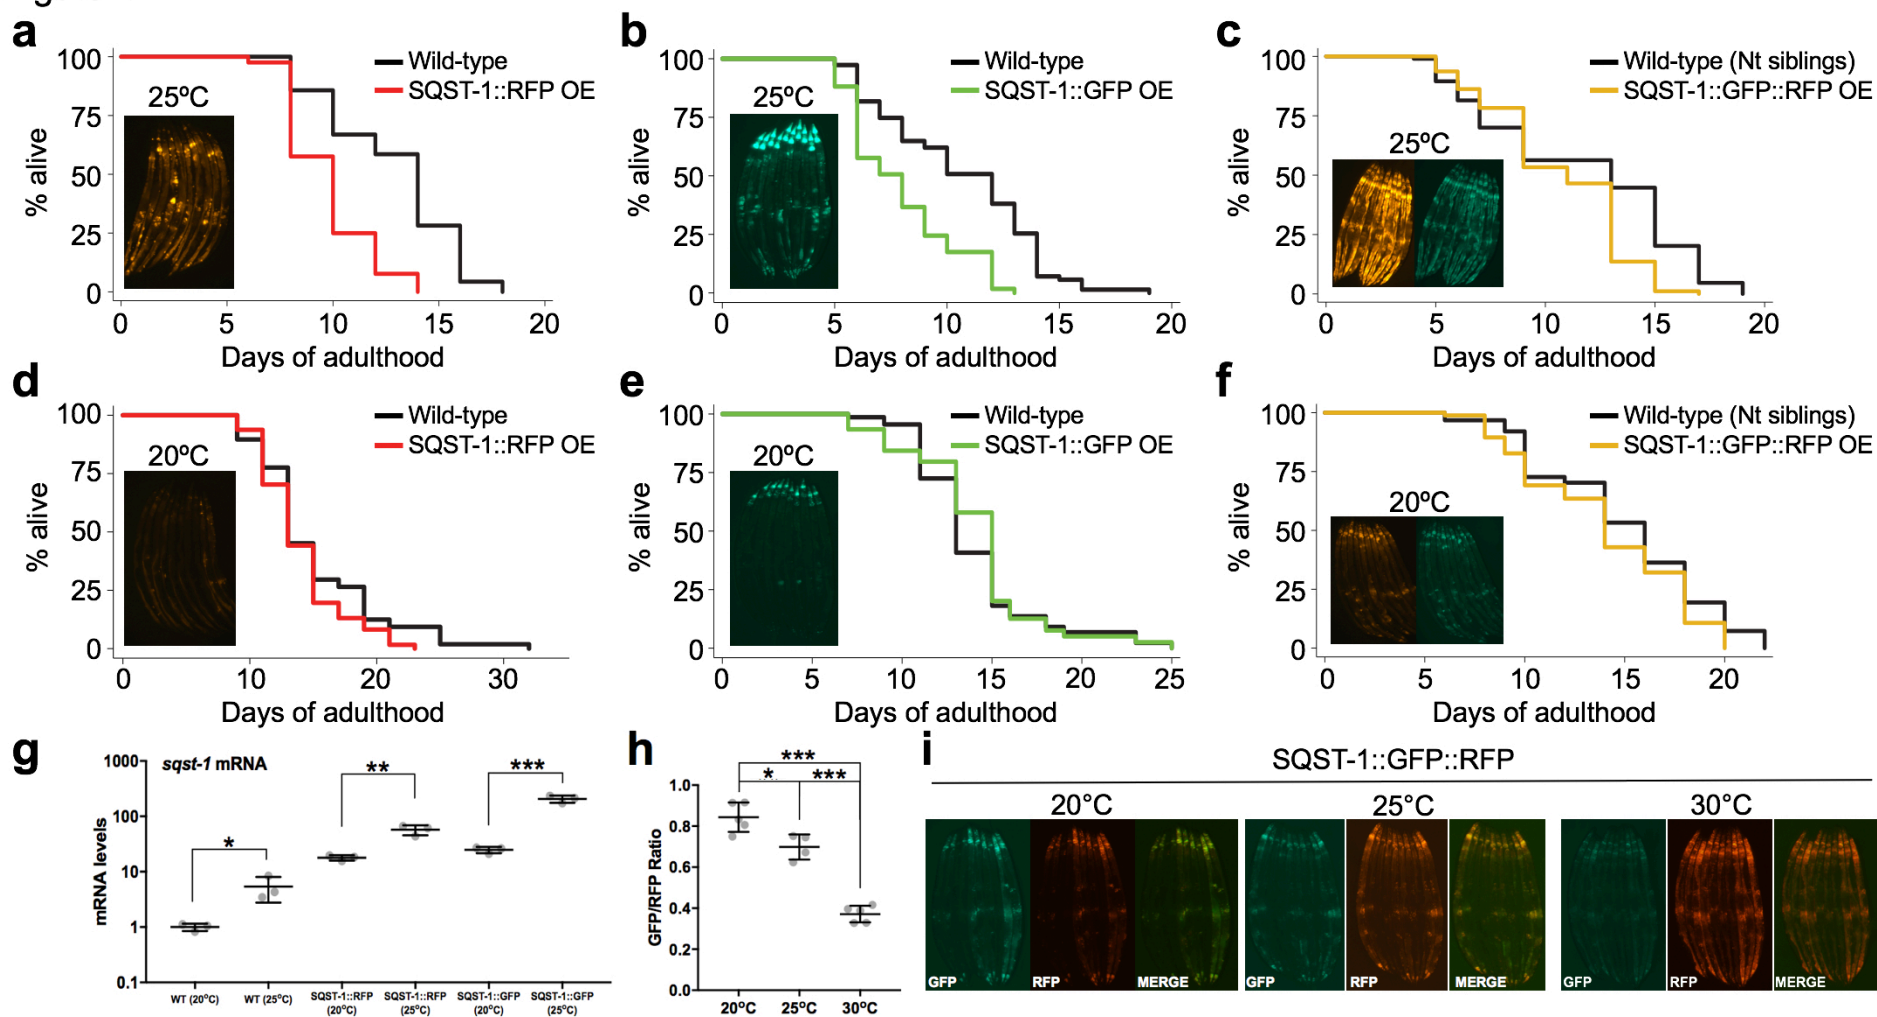 a
100
75
50
25
0
% alive
25ºC
Wild-type
SQST-1::RFP OE
0 5 10 15 20
Days of adulthood
b
100
75
50
25
0
% alive
25ºC
Wild-type
SQST-1::GFP OE
0 5 10 15 20
Days of adulthood
c
100
75
50
25
0
% alive
25ºC
Wild-type (Nt siblings)
SQST-1::GFP::RFP OE
0 5 10 15 20
Days of adulthood
d
100
75
50
25
0
% alive
20ºC
Wild-type
SQST-1::RFP OE
0 10 20 30
Days of adulthood
e
100
75
50
25
0
% alive
20ºC
Wild-type
SQST-1::GFP OE
0 5 10 15 20 25
Days of adulthood
f
100
75
50
25
0
% alive
20ºC
Wild-type (Nt siblings)
SQST-1::GFP::RFP OE
0 5 10 15 20
Days of adulthood
g
sqst-1 mRNA
1000
100
10
1
0.1
mRNA levels
* ** ***
WT (20ºC) WT (25ºC) SQST-1::RFP (20ºC) SQST-1::RFP (25ºC) SQST-1::GFP (20ºC) SQST-1::GFP (25ºC)
h
***
* ***
1.0
0.8
0.6
0.4
0.2
0.0
GFP/RFP Ratio
20ºC 25ºC 30ºC
i
SQST-1::GFP::RFP
20°C 25°C 30°C
GFP RFP MERGE GFP RFP MERGE GFP RFP MERGE